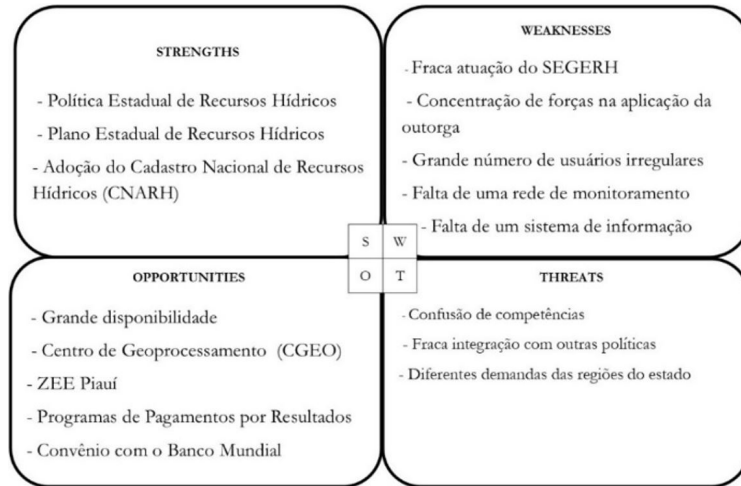 STRENGTHS
- Política Estadual de Recursos Hídricos
- Plano Estadual de Recursos Hídricos
- Adoção do Cadastro Nacional de Recursos
Hídricos (CNARH)
WEAKNESSES
- Fraca atuação do SEGERH
- Concentração de forças na aplicação da
outorga
- Grande número de usuários irregulares
- Falta de uma rede de monitoramento
- Falta de um sistema de informação
S W
O T
OPPORTUNITIES
- Grande disponibilidade
- Centro de Geoprocessamento (CGEO)
- ZEE Piauí
- Programas de Pagamentos por Resultados
- Convênio com o Banco Mundial
THREATS
- Confusão de competências
- Fraca integração com outras políticas
- Diferentes demandas das regiões do estado